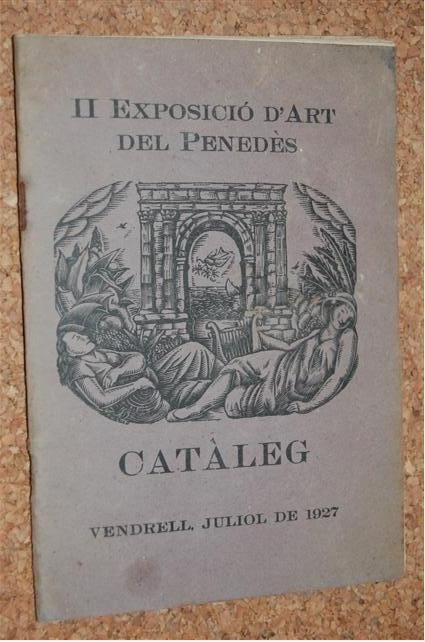 II EXPOSICIÓ D'ART
DEL PENEDÈS
CATÀLEG
VENDRELL, JULIOL DE 1927